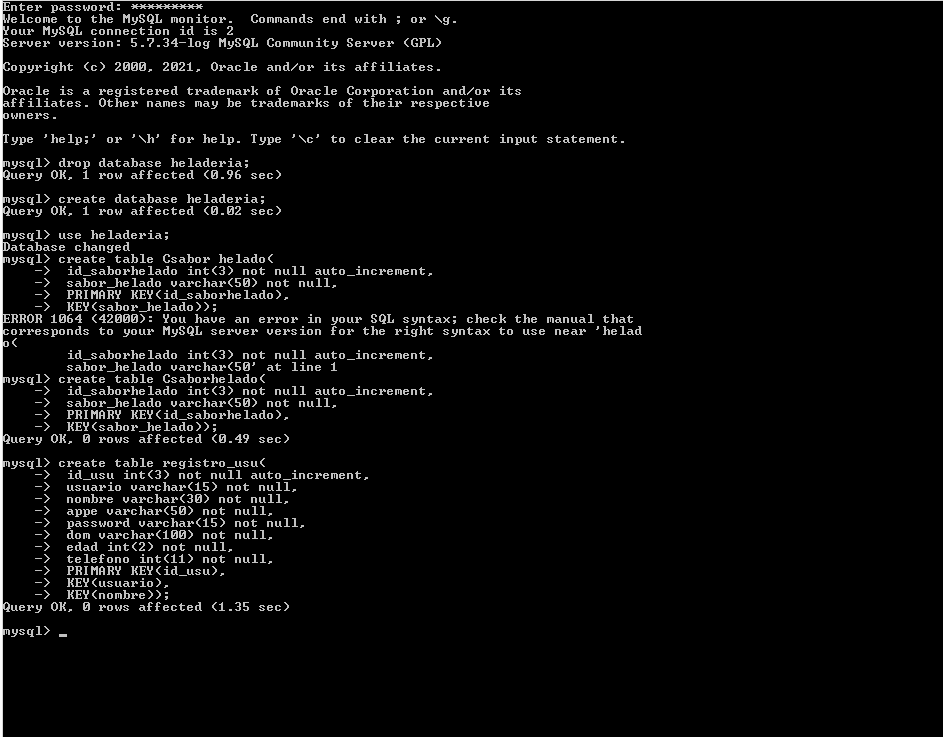 Enter password: *********
Welcome to the MySQL monitor.  Commands end with ; or \g.
Your MySQL connection id is 2
Server version: 5.7.34-log MySQL Community Server (GPL)

Copyright (c) 2000, 2021, Oracle and/or its affiliates.

Oracle is a registered trademark of Oracle Corporation and/or its
affiliates. Other names may be trademarks of their respective
owners.

Type 'help;' or '\h' for help. Type '\c' to clear the current input statement.

mysql> drop database heladeria;
Query OK, 1 row affected (0.96 sec)

mysql> create database heladeria;
Query OK, 1 row affected (0.02 sec)

mysql> use heladeria;
Database changed
mysql> create table Csabor helado(
    ->  id_saborhelado int(3) not null auto_increment,
    ->  sabor_helado varchar(50) not null,
    ->  PRIMARY KEY(id_saborhelado),
    ->  KEY(sabor_helado));
ERROR 1064 (42000): You have an error in your SQL syntax; check the manual that
corresponds to your MySQL server version for the right syntax to use near 'helad
o(
        id_saborhelado int(3) not null auto_increment,
        sabor_helado varchar(50' at line 1
mysql> create table Csaborhelado(
    ->  id_saborhelado int(3) not null auto_increment,
    ->  sabor_helado varchar(50) not null,
    ->  PRIMARY KEY(id_saborhelado),
    ->  KEY(sabor_helado));
Query OK, 0 rows affected (0.49 sec)

mysql> create table registro_usu(
    ->  id_usu int(3) not null auto_increment,
    ->  usuario varchar(15) not null,
    ->  nombre varchar(30) not null,
    ->  appe varchar(50) not null,
    ->  password varchar(15) not null,
    ->  dom varchar(100) not null,
    ->  edad int(2) not null,
    ->  telefono int(11) not null,
    ->  PRIMARY KEY(id_usu),
    ->  KEY(usuario),
    ->  KEY(nombre));
Query OK, 0 rows affected (1.35 sec)

mysql> _